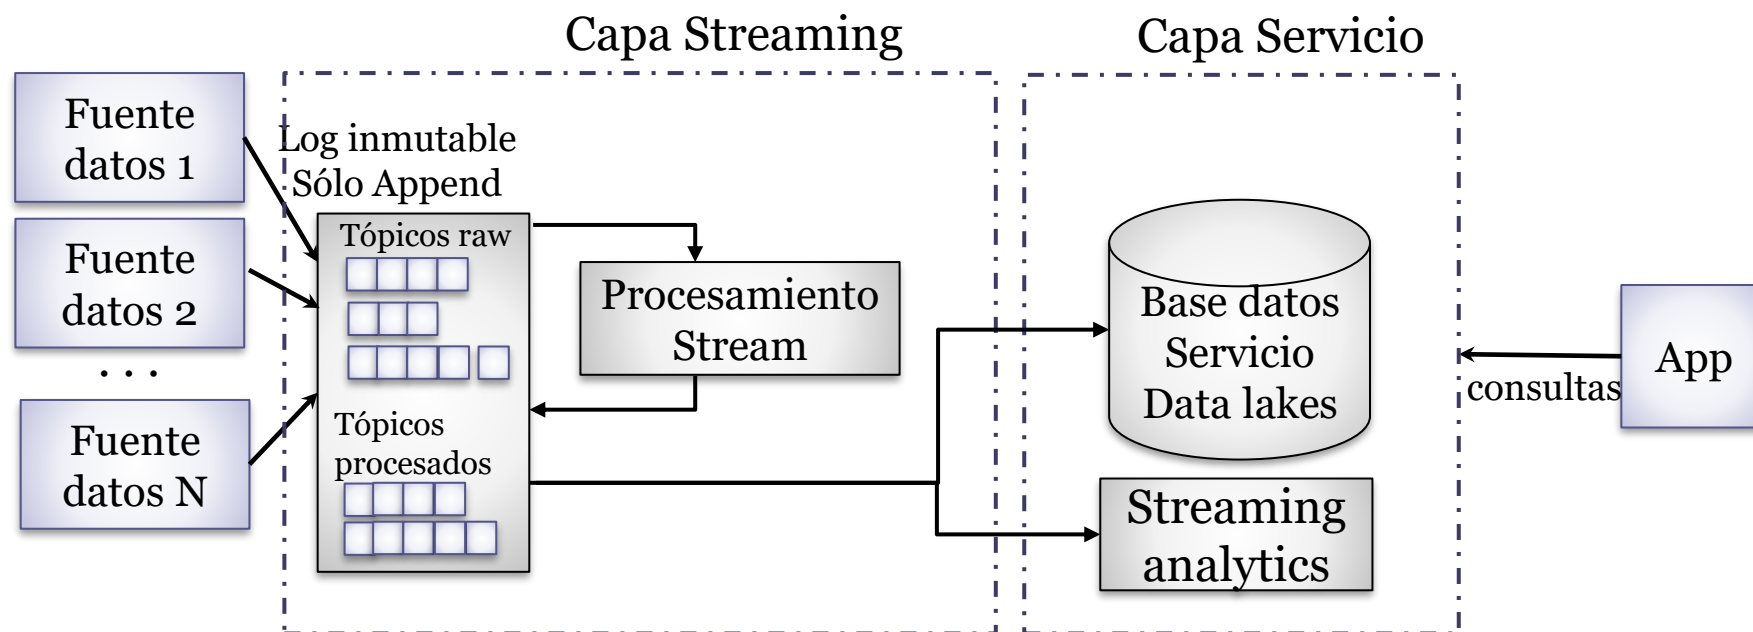 Capa Streaming
Capa Servicio
Fuente
datos 1
Fuente
datos 2
. . .
Fuente
datos N
Log inmutable
Sólo Append
Tópicos raw
Tópicos
procesados
Procesamiento
Stream
Base datos
Servicio
Data lakes
Streaming
analytics
consultas
App